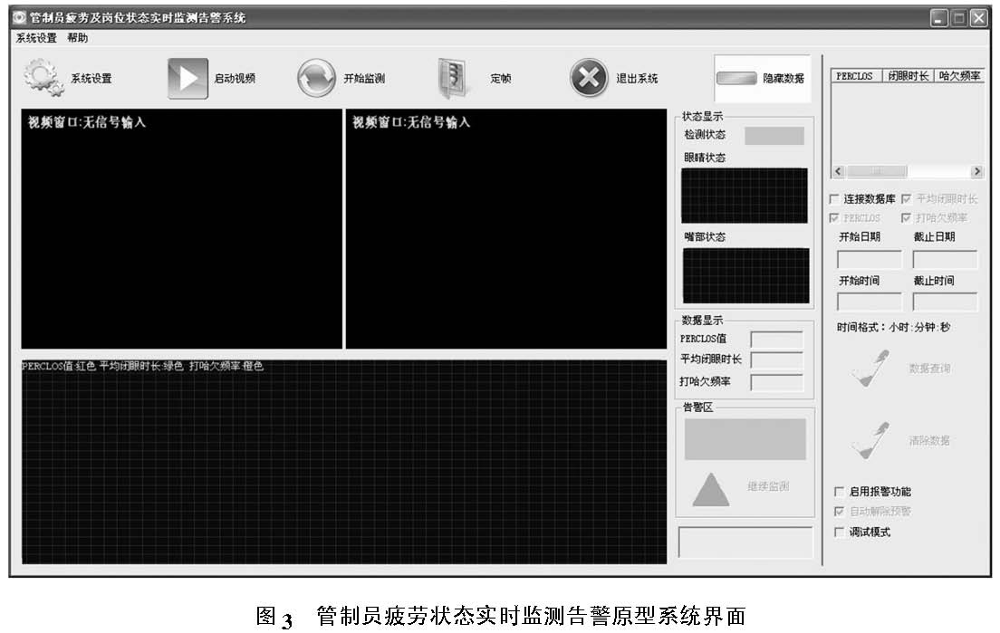 管制员疲劳及岗位状态实时监测告警系统
系统设置 帮助
系统设置 启动视频 开始监测 定帧 退出系统 隐藏数据
视频窗口:无信号输入
视频窗口:无信号输入
PERCLOS值:红色 平均闭眼时长:绿色 打哈欠频率:橙色
状态显示
检测状态
眼睛状态
嘴部状态
数据显示
PERCLOS值
平均闭眼时长
打哈欠频率
告警区
继续监测
PERCLOS 闭眼时长 哈欠频率
连接数据库 平均闭眼时长
PERCLOS 打哈欠频率
开始日期 截止日期
开始时间 截止时间
时间格式：小时:分钟:秒
数据查询
清除数据
启用报警功能
自动解除预警
调试模式
图3 管制员疲劳状态实时监测告警原型系统界面